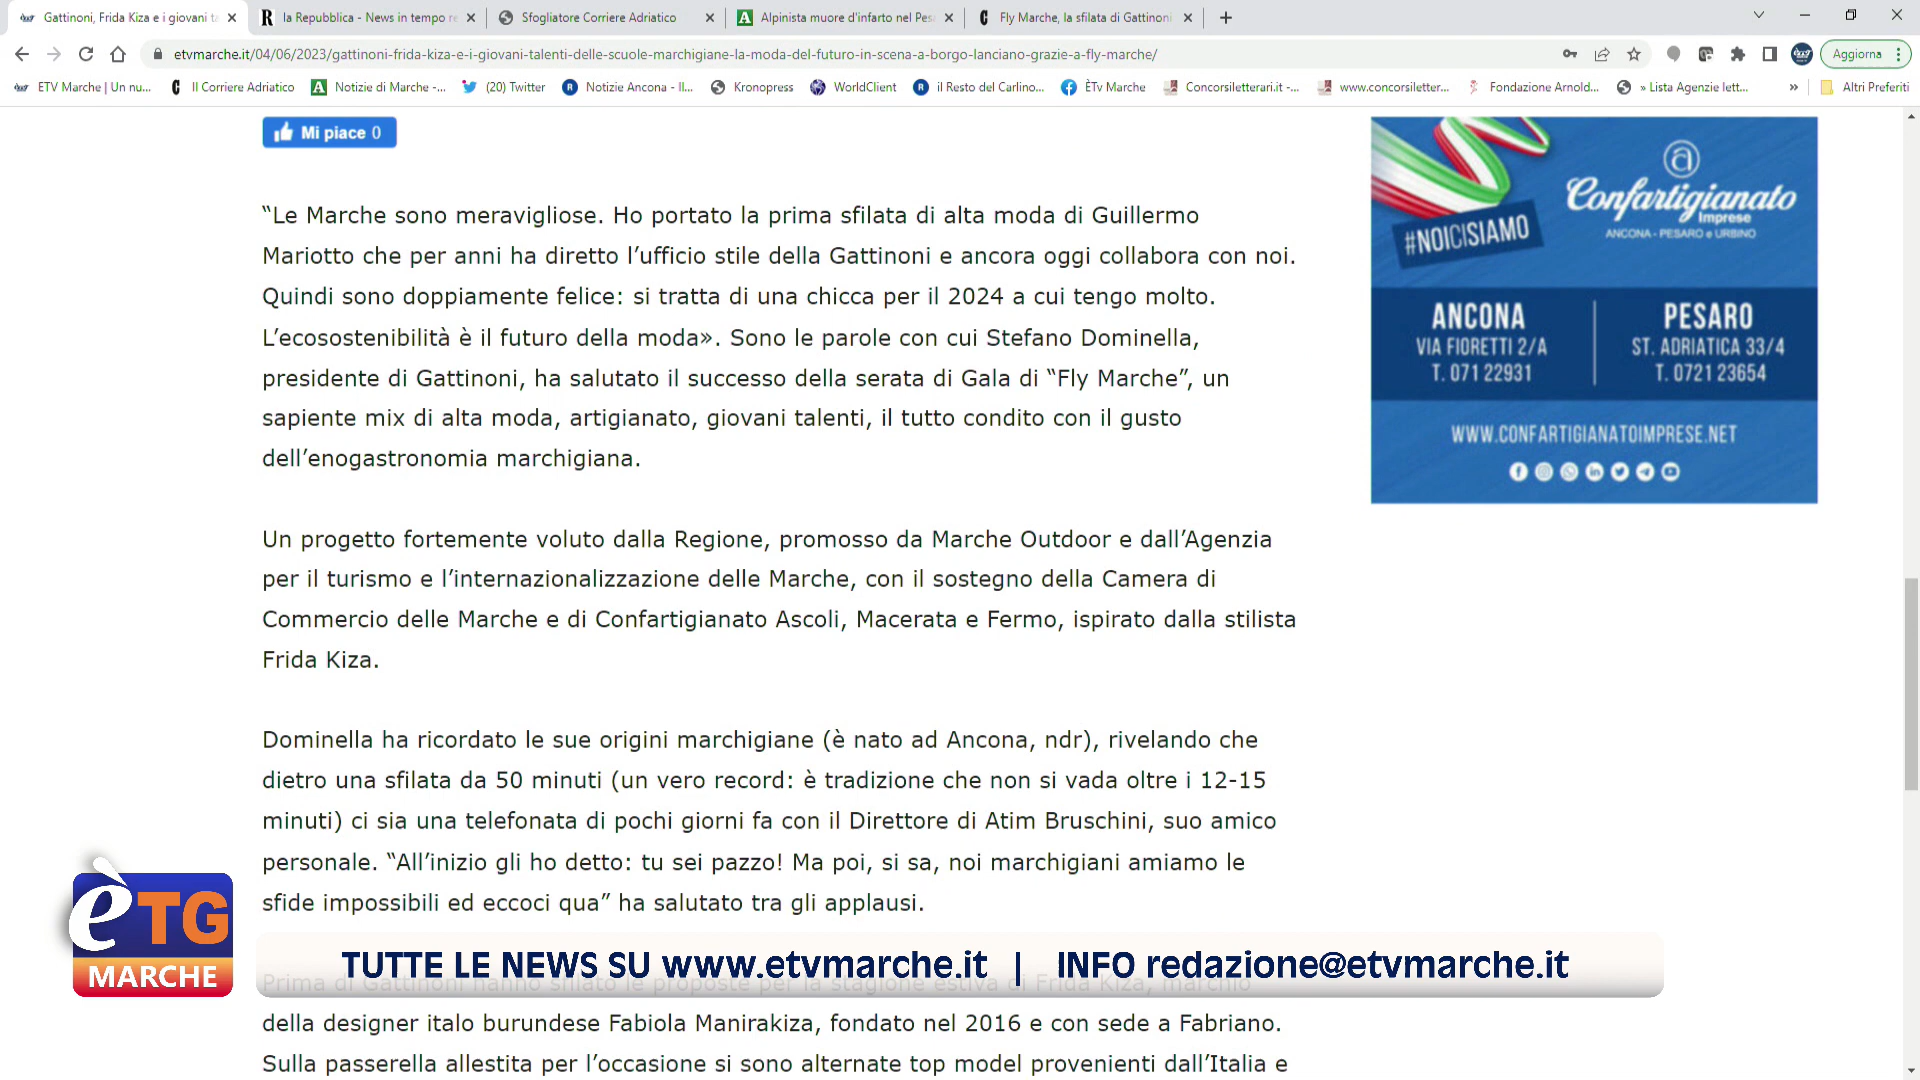 Gattinoni, Frida Kiza e i giovani ta
la Repubblica - News in tempo re
Sfogliatore Corriere Adriatico
Alpinista muore d'infarto nel Pes
Fly Marche, la sfilata di Gattinoni
etvmarche.it/04/06/2023/gattinoni-frida-kiza-e-i-giovani-talenti-delle-scuole-marchigiane-la-moda-del-futuro-in-scena-a-borgo-lanciano-grazie-a-fly-marche/
Aggiorna
ETV Marche | Un nu...
Il Corriere Adriatico
Notizie di Marche -...
(20) Twitter
Notizie Ancona - Il...
Kronopress
WorldClient
il Resto del Carlino...
ÈTv Marche
Concorsiletterari.it -...
www.concorsiletter...
Fondazione Arnold...
» Lista Agenzie lett...
»
Altri Preferiti
Mi piace 0
“Le Marche sono meravigliose. Ho portato la prima sfilata di alta moda di Guillermo
Mariotto che per anni ha diretto l’ufficio stile della Gattinoni e ancora oggi collabora con noi.
Quindi sono doppiamente felice: si tratta di una chicca per il 2024 a cui tengo molto.
L’ecosostenibilità è il futuro della moda». Sono le parole con cui Stefano Dominella,
presidente di Gattinoni, ha salutato il successo della serata di Gala di “Fly Marche”, un
sapiente mix di alta moda, artigianato, giovani talenti, il tutto condito con il gusto
dell’enogastronomia marchigiana.
Un progetto fortemente voluto dalla Regione, promosso da Marche Outdoor e dall’Agenzia
per il turismo e l’internazionalizzazione delle Marche, con il sostegno della Camera di
Commercio delle Marche e di Confartigianato Ascoli, Macerata e Fermo, ispirato dalla stilista
Frida Kiza.
Dominella ha ricordato le sue origini marchigiane (è nato ad Ancona, ndr), rivelando che
dietro una sfilata da 50 minuti (un vero record: è tradizione che non si vada oltre i 12-15
minuti) ci sia una telefonata di pochi giorni fa con il Direttore di Atim Bruschini, suo amico
personale. “All’inizio gli ho detto: tu sei pazzo! Ma poi, si sa, noi marchigiani amiamo le
sfide impossibili ed eccoci qua” ha salutato tra gli applausi.
Prima di Gattinoni hanno sfilato le proposte per la stagione estiva di Frida Kiza, marchio
della designer italo burundese Fabiola Manirakiza, fondato nel 2016 e con sede a Fabriano.
Sulla passerella allestita per l’occasione si sono alternate top model provenienti dall’Italia e
#NOICISIAMO
Confartigianato
Imprese
ANCONA - PESARO e URBINO
ANCONA
VIA FIORETTI 2/A
T. 071 22931
PESARO
ST. ADRIATICA 33/4
T. 0721 23654
WWW.CONFARTIGIANATOIMPRESE.NET
èTG
MARCHE
TUTTE LE NEWS SU www.etvmarche.it | INFO redazione@etvmarche.it